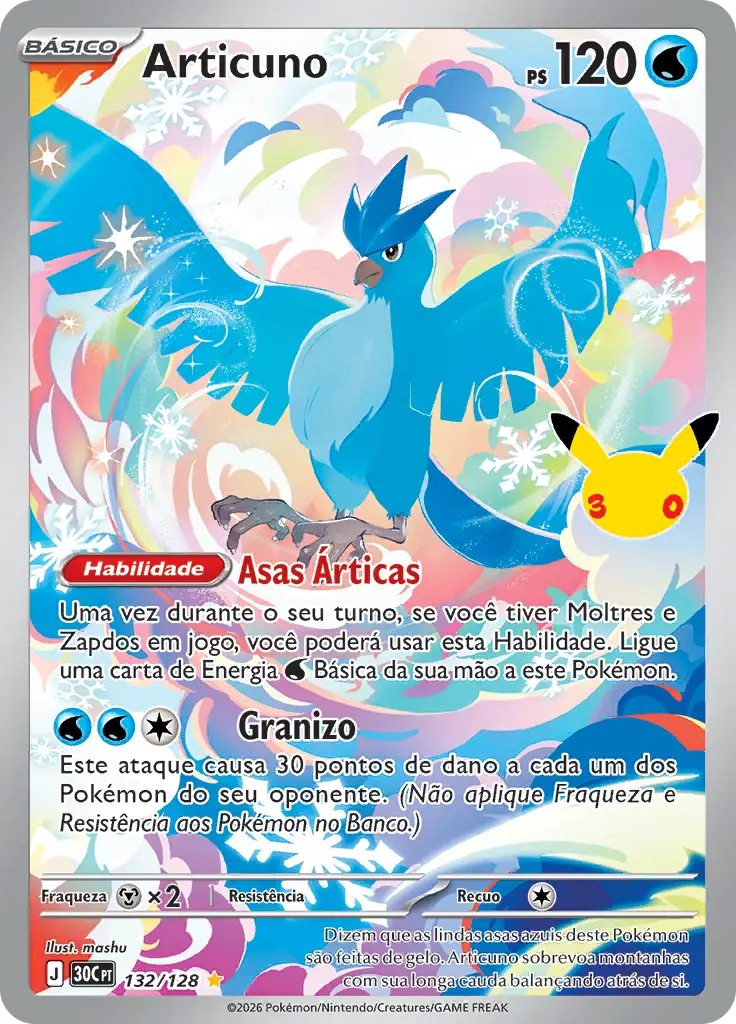 BÁSICO
Articuno
PS 120
3 0
Habilidade Asas Árticas
Uma vez durante o seu turno, se você tiver Moltres e
Zapdos em jogo, você poderá usar esta Habilidade. Ligue
uma carta de Energia Básica da sua mão a este Pokémon.
Granizo
Este ataque causa 30 pontos de dano a cada um dos
Pokémon do seu oponente. (Não aplique Fraqueza e
Resistência aos Pokémon no Banco.)
Fraqueza ×2 Resistência Recuo
Ilust. mashu
Dizem que as lindas asas azuis deste Pokémon
são feitas de gelo. Articuno sobrevoa montanhas
com sua longa cauda balançando atrás de si.
J 30C PT 132/128
©2026 Pokémon/Nintendo/Creatures/GAME FREAK